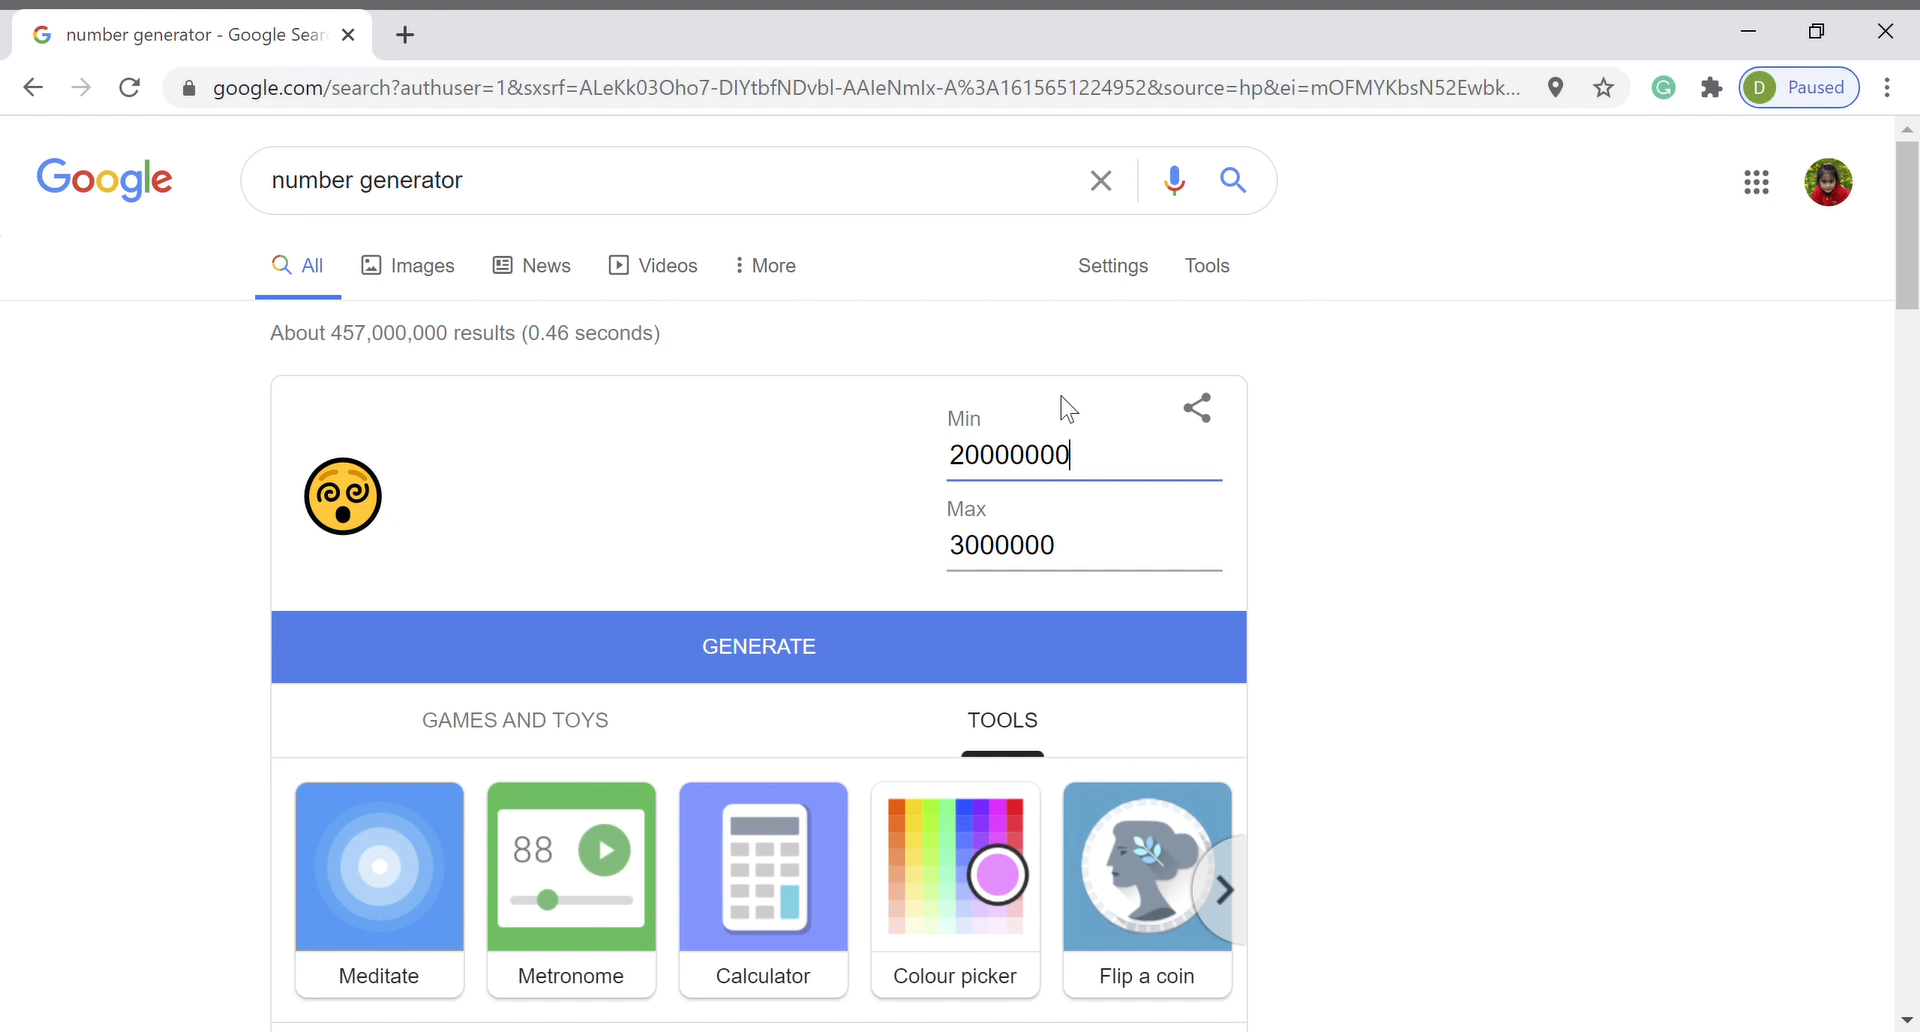 number generator - Google Sear
google.com/search?authuser=1&sxsrf=ALeKk03Oho7-DIYtbfNDvbl-AAIeNmIx-A%3A1615651224952&source=hp&ei=mOFMYKbsN52Ewbk...
D Paused
Google
number generator
All Images News Videos More Settings Tools
About 457,000,000 results (0.46 seconds)
Min
20000000
Max
3000000
GENERATE
GAMES AND TOYS TOOLS
88
Meditate Metronome Calculator Colour picker Flip a coin